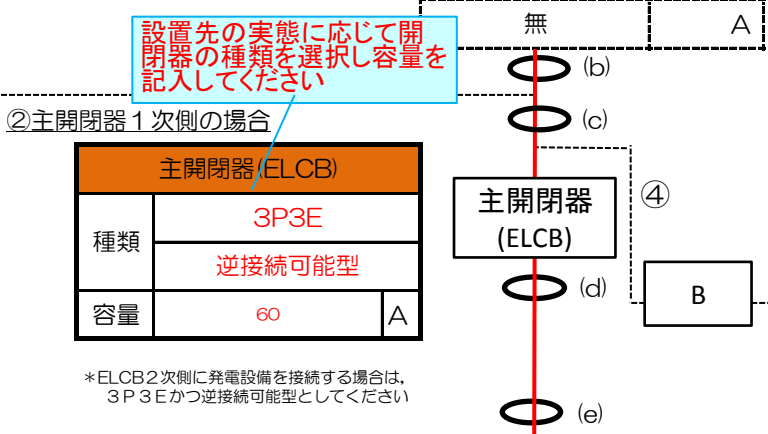 無 A
設置先の実態に応じて開
閉器の種類を選択し容量を
記入してください
(b)
②主開閉器1次側の場合
(c)
主開閉器(ELCB)
種類 3P3E
逆接続可能型
容量 60 A
主開閉器
(ELCB)
④
(d)
B
*ELCB2次側に発電設備を接続する場合は,
3P3Eかつ逆接続可能型としてください
(e)